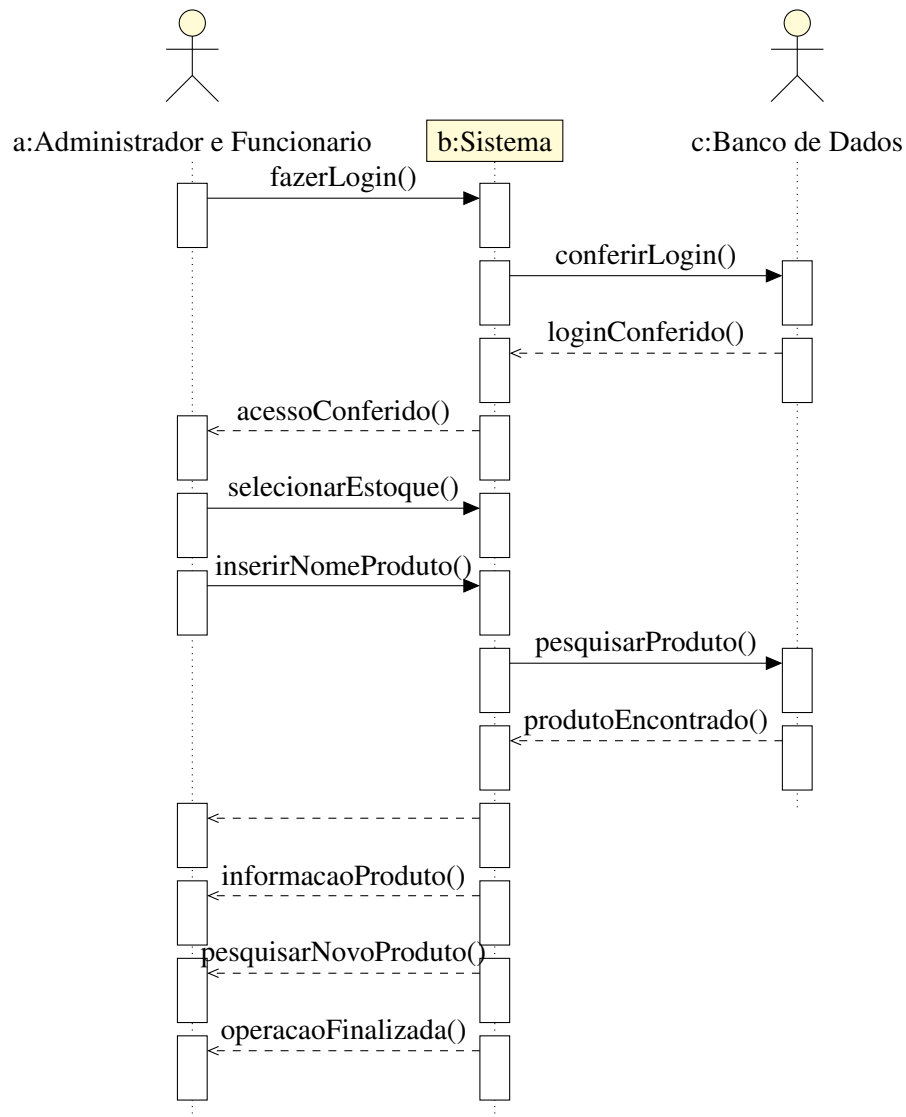 a:Administrador e Funcionario
b:Sistema
c:Banco de Dados
fazerLogin()
conferirLogin()
loginConferido()
acessoConferido()
selecionarEstoque()
inserirNomeProduto()
pesquisarProduto()
produtoEncontrado()
informacaoProduto()
pesquisarNovoProduto()
operacaoFinalizada()